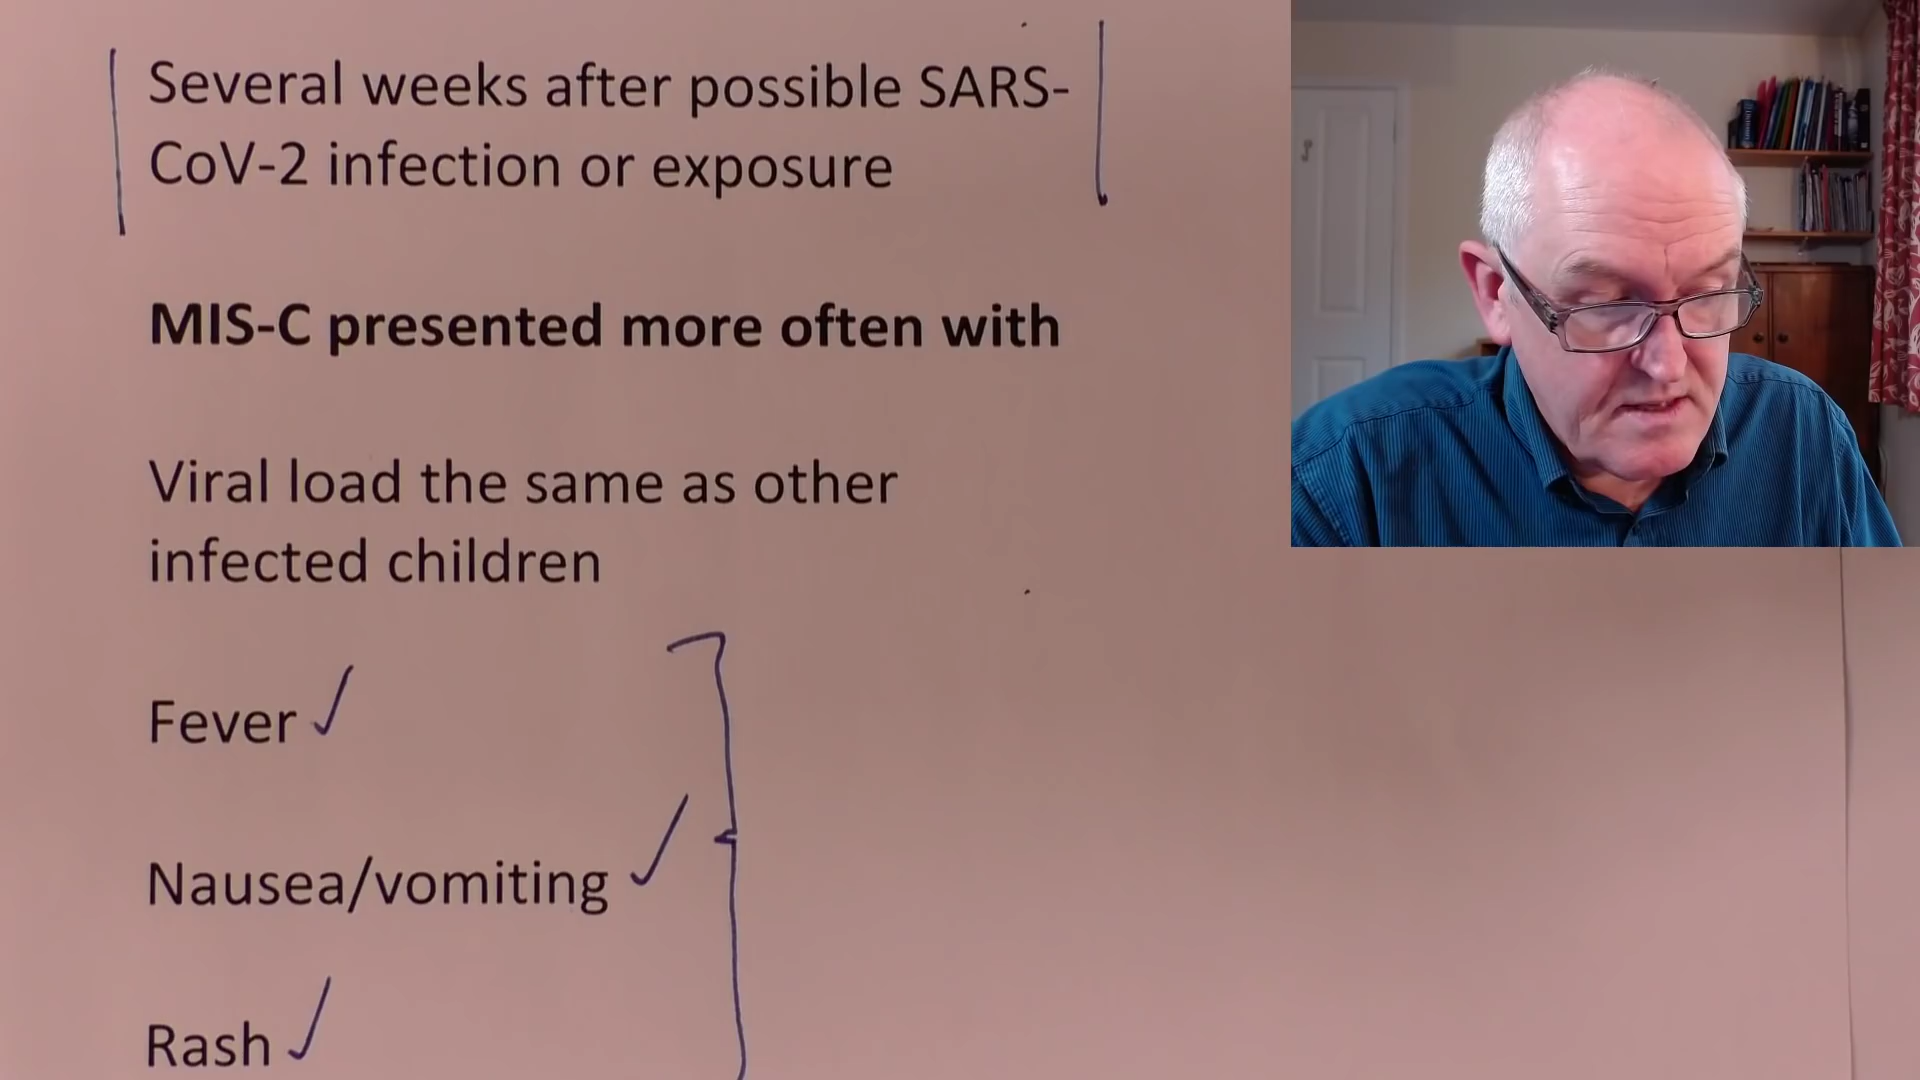 Several weeks after possible SARS-
CoV-2 infection or exposure
MIS-C presented more often with
Viral load the same as other
infected children
Fever
Nausea/vomiting
Rash